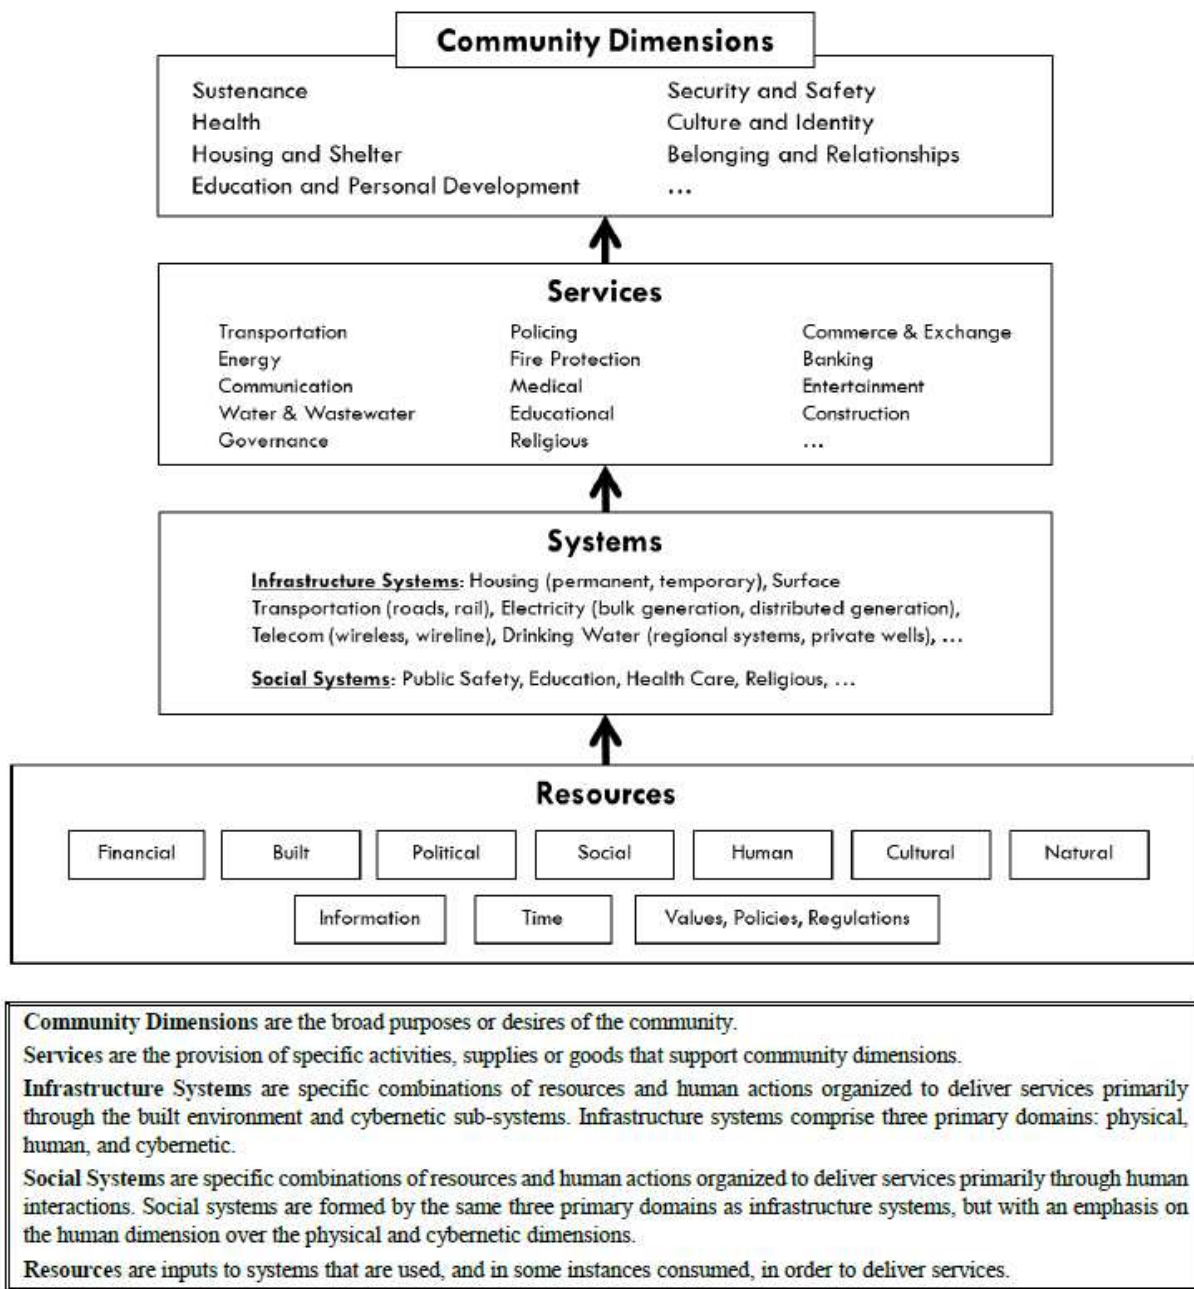 Community Dimensions
Sustenance
Health
Housing and Shelter
Education and Personal Development
Security and Safety
Culture and Identity
Belonging and Relationships
...
Services
Transportation
Energy
Communication
Water & Wastewater
Governance
Policing
Fire Protection
Medical
Educational
Religious
Commerce & Exchange
Banking
Entertainment
Construction
...
Systems
Infrastructure Systems: Housing (permanent, temporary), Surface
Transportation (roads, rail), Electricity (bulk generation, distributed generation),
Telecom (wireless, wireline), Drinking Water (regional systems, private wells), ...
Social Systems: Public Safety, Education, Health Care, Religious, ...
Resources
Financial
Built
Political
Social
Human
Cultural
Natural
Information
Time
Values, Policies, Regulations
Community Dimensions are the broad purposes or desires of the community.
Services are the provision of specific activities, supplies or goods that support community dimensions.
Infrastructure Systems are specific combinations of resources and human actions organized to deliver services primarily
through the built environment and cybernetic sub-systems. Infrastructure systems comprise three primary domains: physical,
human, and cybernetic.
Social Systems are specific combinations of resources and human actions organized to deliver services primarily through human
interactions. Social systems are formed by the same three primary domains as infrastructure systems, but with an emphasis on
the human dimension over the physical and cybernetic dimensions.
Resources are inputs to systems that are used, and in some instances consumed, in order to deliver services.